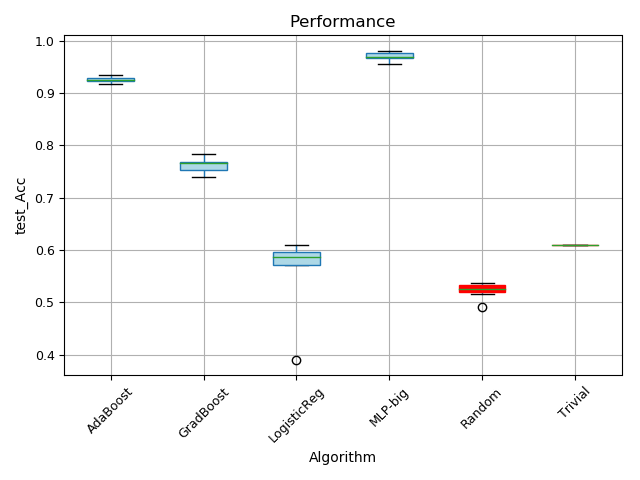 Performance
test_Acc
1.0
0.9
0.8
0.7
0.6
0.5
0.4
AdaBoost
GradBoost
LogisticReg
MLP-big
Random
Trivial
Algorithm